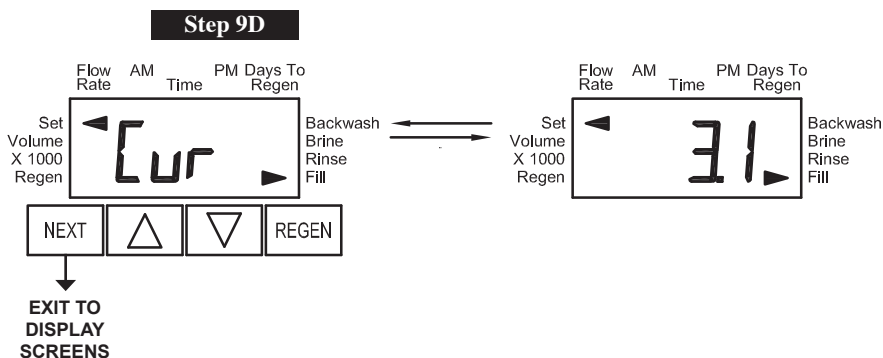 Step 9D
Flow Rate AM Time PM Days To Regen
Set
Volume
X 1000
Regen
Cur
Backwash
Brine
Rinse
Fill
Flow Rate AM Time PM Days To Regen
Set
Volume
X 1000
Regen
3.1
Backwash
Brine
Rinse
Fill
NEXT REGEN
EXIT TO
DISPLAY
SCREENS